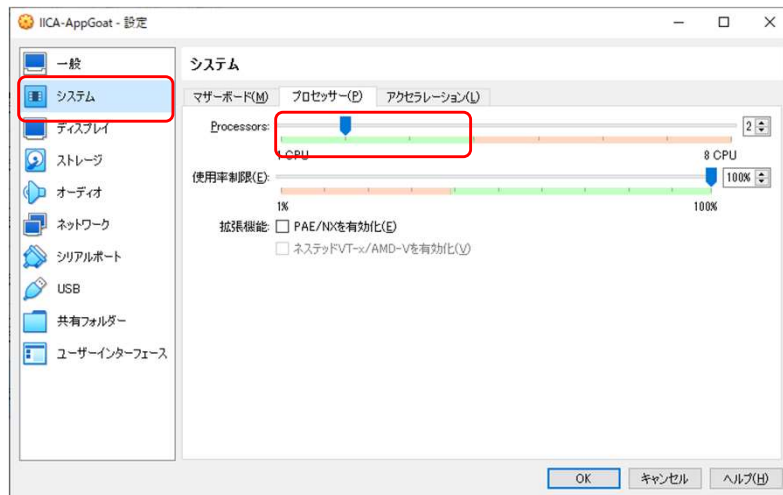 IICA-AppGoat - 設定
一般
システム
ディスプレイ
ストレージ
オーディオ
ネットワーク
シリアルポート
USB
共有フォルダー
ユーザーインターフェース
システム
マザーボード(M) プロセッサー(P) アクセラレーション(L)
Processors: 2
1 CPU 8 CPU
使用率制限(E): 100%
1% 100%
拡張機能: PAE/NXを有効化(E)
ネステッドVT-x/AMD-Vを有効化(V)
OK キャンセル ヘルプ(H)